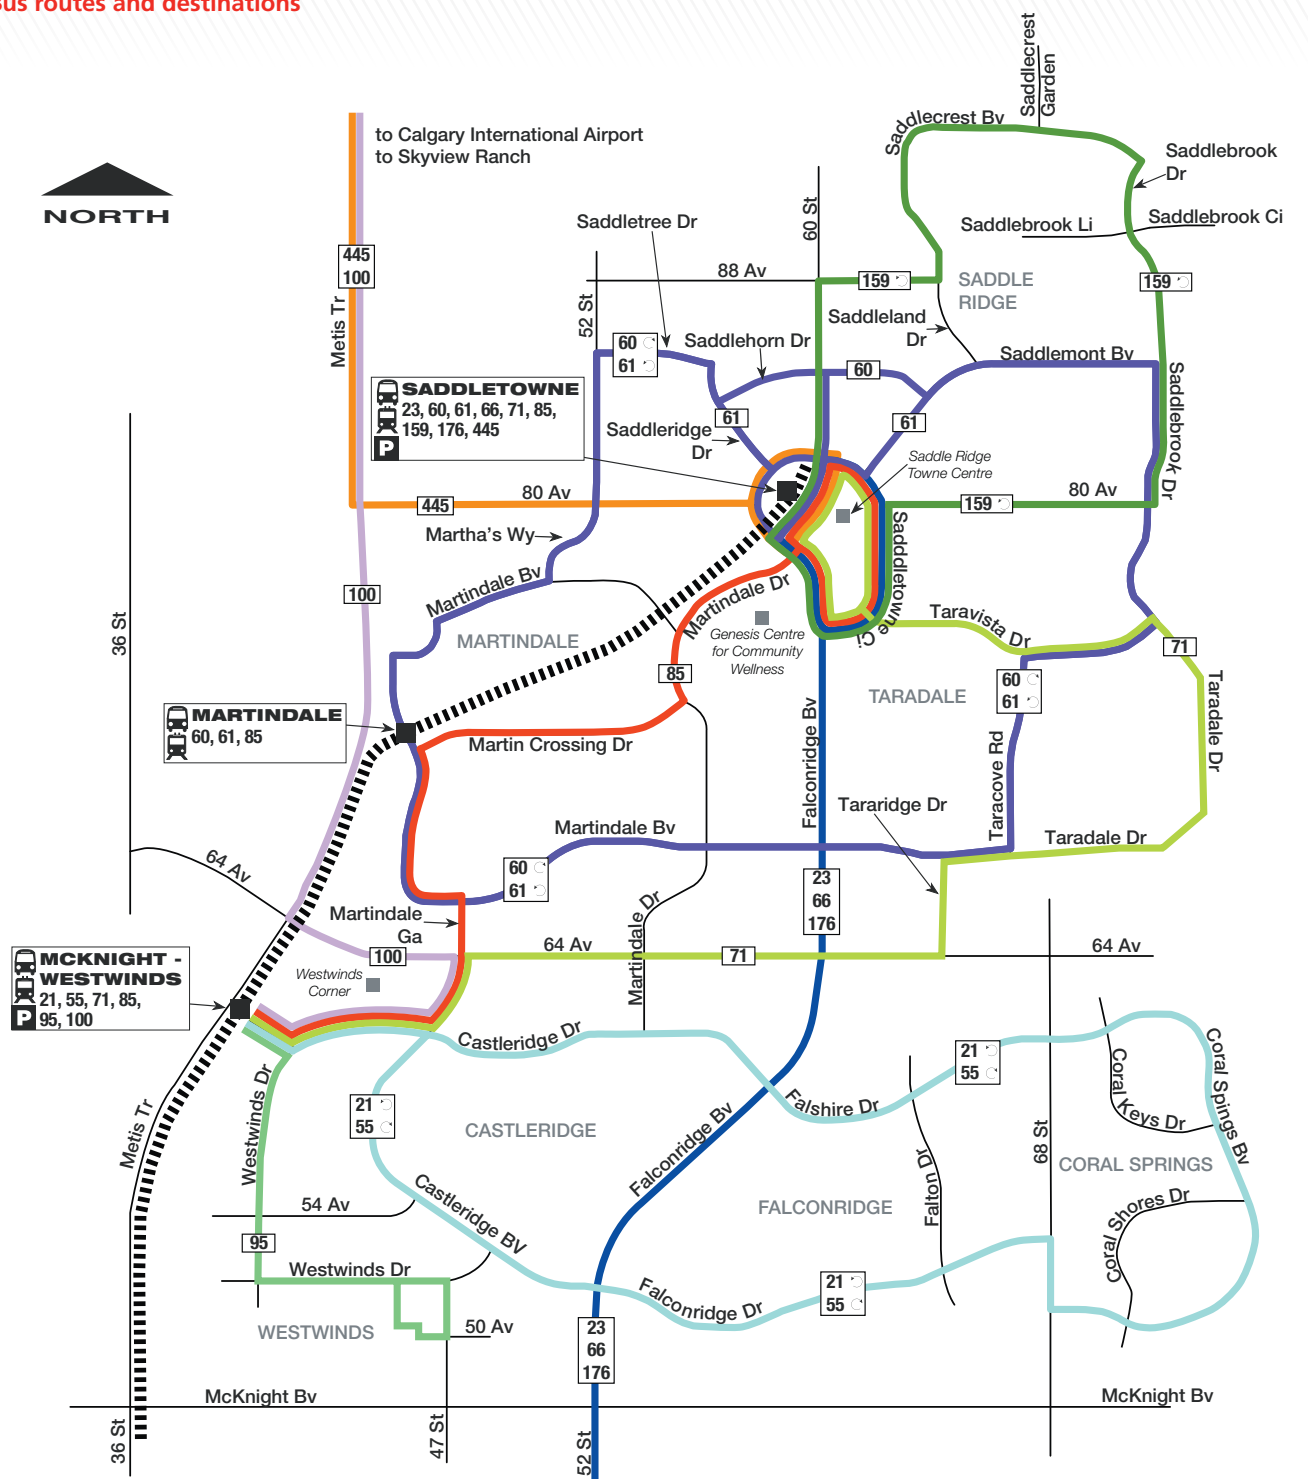 Bus routes and destinations
Saddlecrest
Garden
to Calgary International Airport
to Skyview Ranch
Saddlecrest Bv
Saddlebrook
Dr
NORTH
Saddletree Dr
60 St
Saddlebrook Li
Saddlebrook Ci
445
100
88 Av
159
SADDLE
RIDGE
159
Metis Tr
52 St
60
61
Saddlehorn Dr
Saddleland
Dr
Saddlemont Bv
60
SADDLETOWNE
23, 60, 61, 66, 71, 85,
159, 176, 445
P
61
61
Saddleridge
Dr
Saddlebrook Dr
Saddle Ridge
Towne Centre
445
80 Av
159
80 Av
Martha's Wy
Saddletowne Ci
Martindale Bv
100
Martindale Dr
36 St
MARTINDALE
Genesis Centre
for Community
Wellness
Taravista Dr
71
85
60
61
TARADALE
Taradale Dr
MARTINDALE
60, 61, 85
Martin Crossing Dr
Falconridge Bv
Taracove Rd
Tararidge Dr
Martindale Bv
Taradale Dr
64 Av
60
61
23
66
176
Martindale
Ga
Martindale Dr
100
64 Av
71
64 Av
MCKNIGHT -
WESTWINDS
21, 55, 71, 85,
95, 100
P
Westwinds
Corner
Castleridge Dr
21
55
Coral Spings Bv
Coral Keys Dr
Metis Tr
Westwinds Dr
21
55
Falshire Dr
CASTLERIDGE
Falconridge Bv
68 St
CORAL SPRINGS
Falton Dr
54 Av
Castleridge BV
FALCONRIDGE
Coral Shores Dr
95
Westwinds Dr
Falconridge Dr
21
55
WESTWINDS
50 Av
23
66
176
McKnight Bv
McKnight Bv
36 St
47 St
52 St